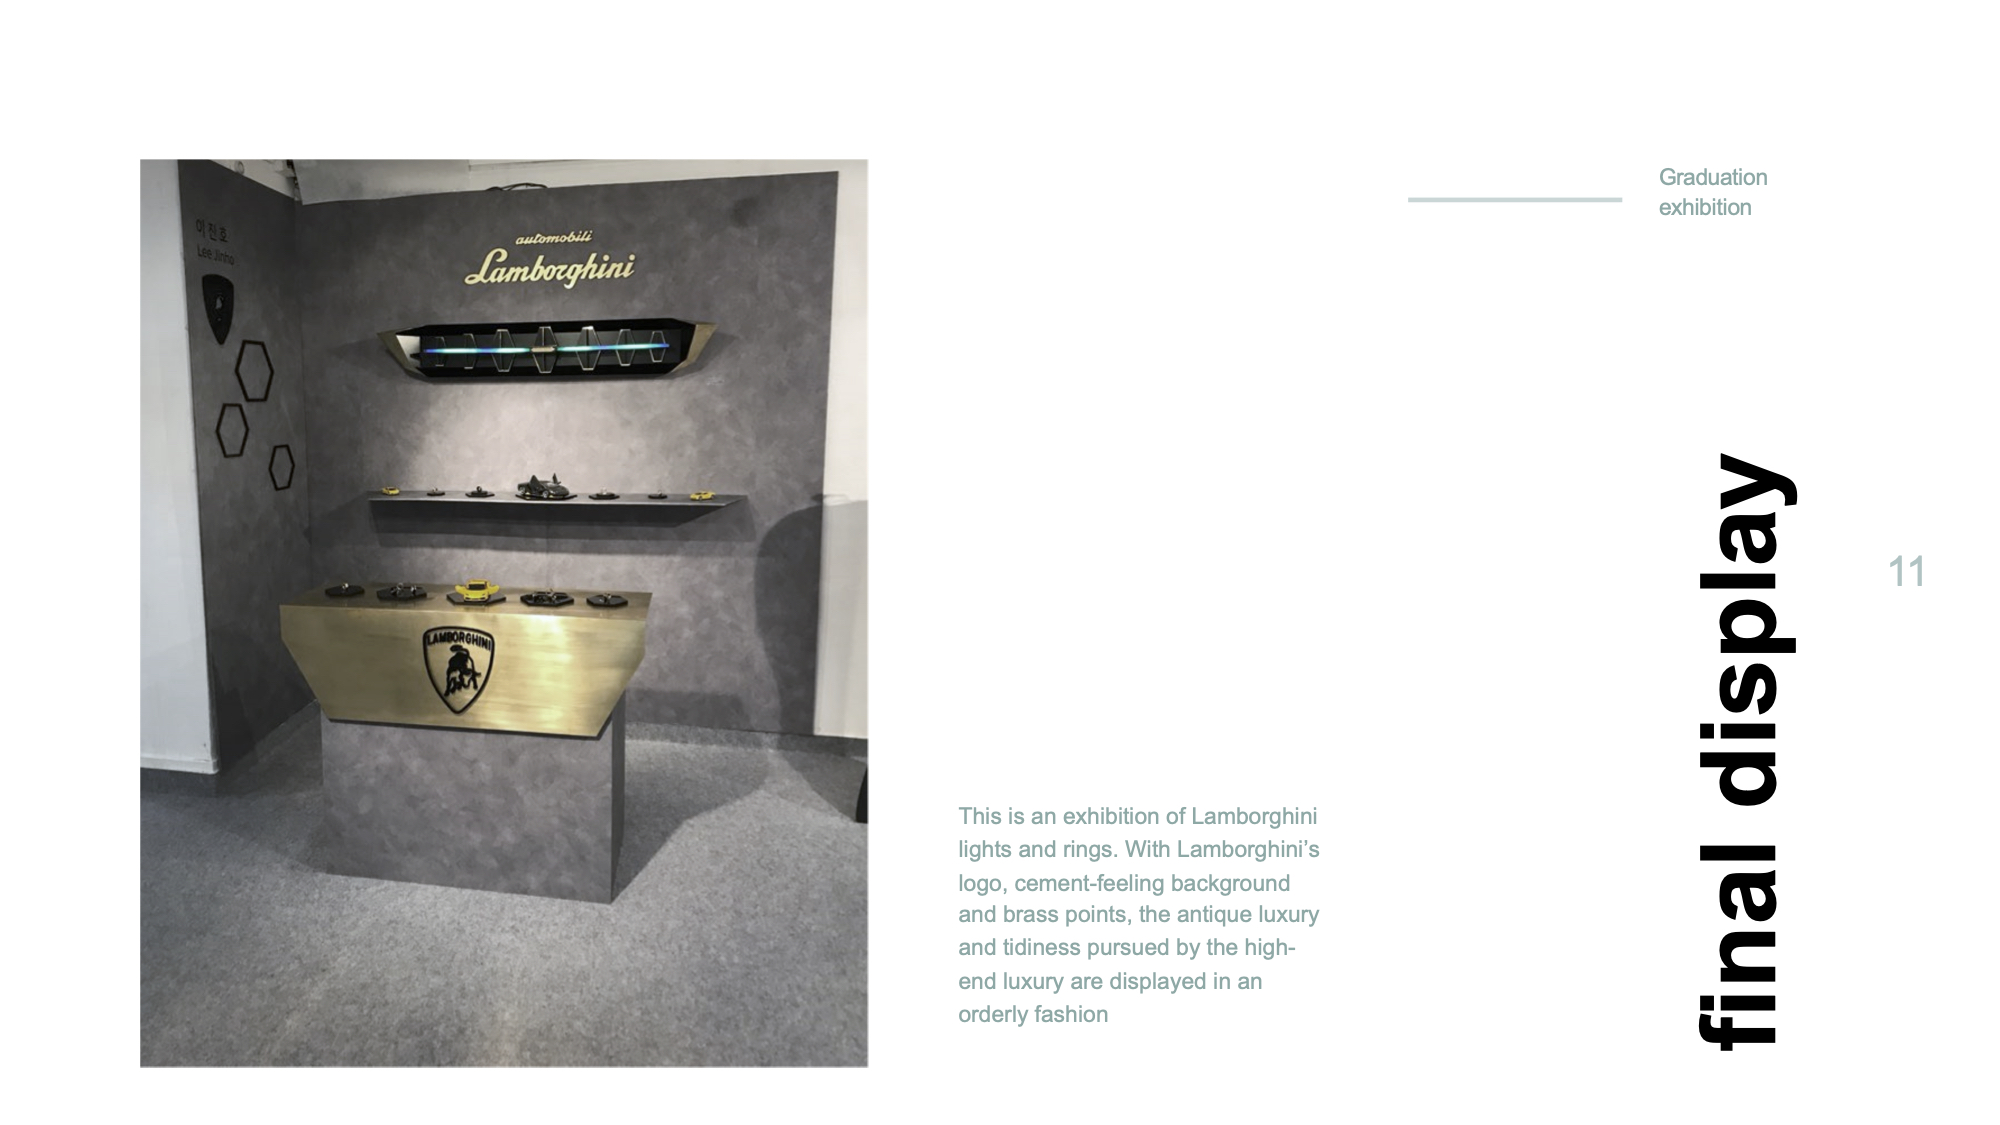 이진호
Lee Jinho
automobili
Lamborghini
LAMBORGHINI
Graduation
exhibition
This is an exhibition of Lamborghini
lights and rings. With Lamborghini’s
logo, cement-feeling background
and brass points, the antique luxury
and tidiness pursued by the high-
end luxury are displayed in an
orderly fashion
final display
11